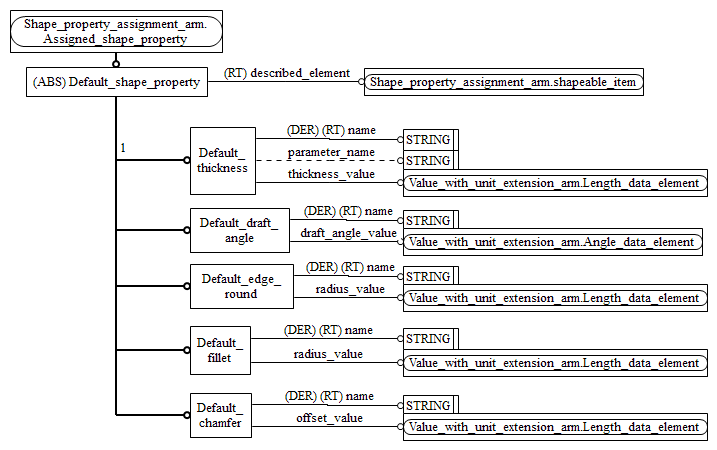 Shape_property_assignment_arm.
Assigned_shape_property
(ABS) Default_shape_property
(RT) described_element
Shape_property_assignment_arm.shapeable_item
1
Default_
thickness
(DER) (RT) name
STRING
parameter_name
STRING
thickness_value
Value_with_unit_extension_arm.Length_data_element
Default_draft_
angle
(DER) (RT) name
STRING
draft_angle_value
Value_with_unit_extension_arm.Angle_data_element
Default_edge_
round
(DER) (RT) name
STRING
radius_value
Value_with_unit_extension_arm.Length_data_element
Default_
fillet
(DER) (RT) name
STRING
radius_value
Value_with_unit_extension_arm.Length_data_element
Default_
chamfer
(DER) (RT) name
STRING
offset_value
Value_with_unit_extension_arm.Length_data_element